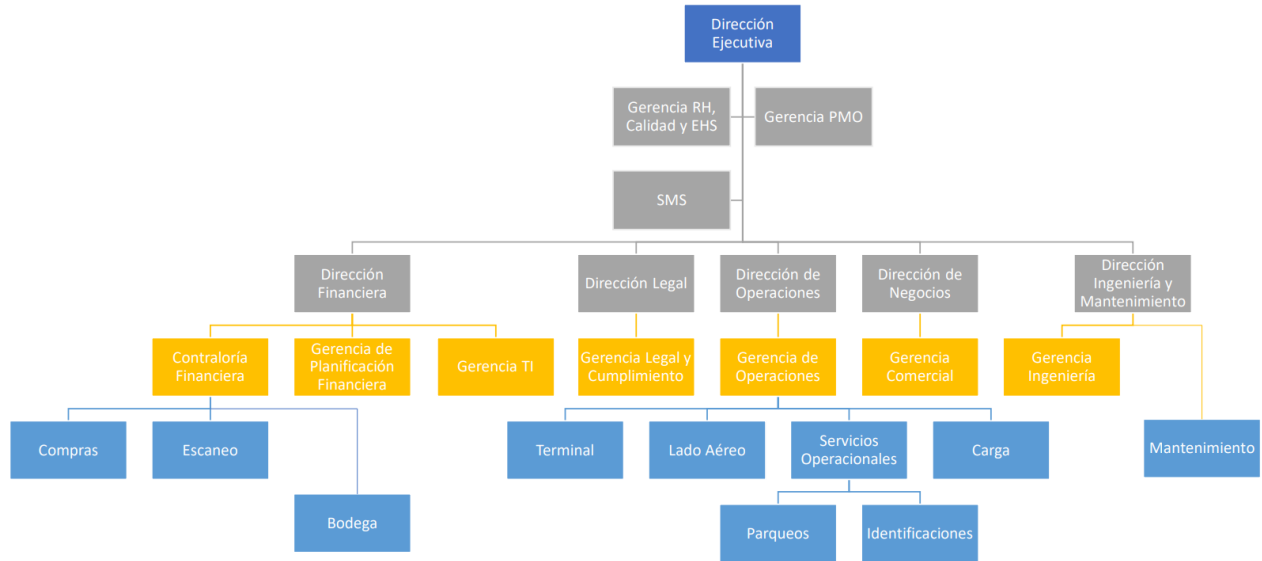 Dirección
Ejecutiva
Gerencia RH,
Calidad y EHS
Gerencia PMO
SMS
Dirección
Financiera
Dirección Legal
Dirección de
Operaciones
Dirección de
Negocios
Dirección
Ingeniería y
Mantenimiento
Contraloría
Financiera
Gerencia de
Planificación
Financiera
Gerencia TI
Gerencia Legal y
Cumplimiento
Gerencia de
Operaciones
Gerencia
Comercial
Gerencia
Ingeniería
Compras
Escaneo
Terminal
Lado Aéreo
Servicios
Operacionales
Carga
Mantenimiento
Bodega
Parqueos
Identificaciones